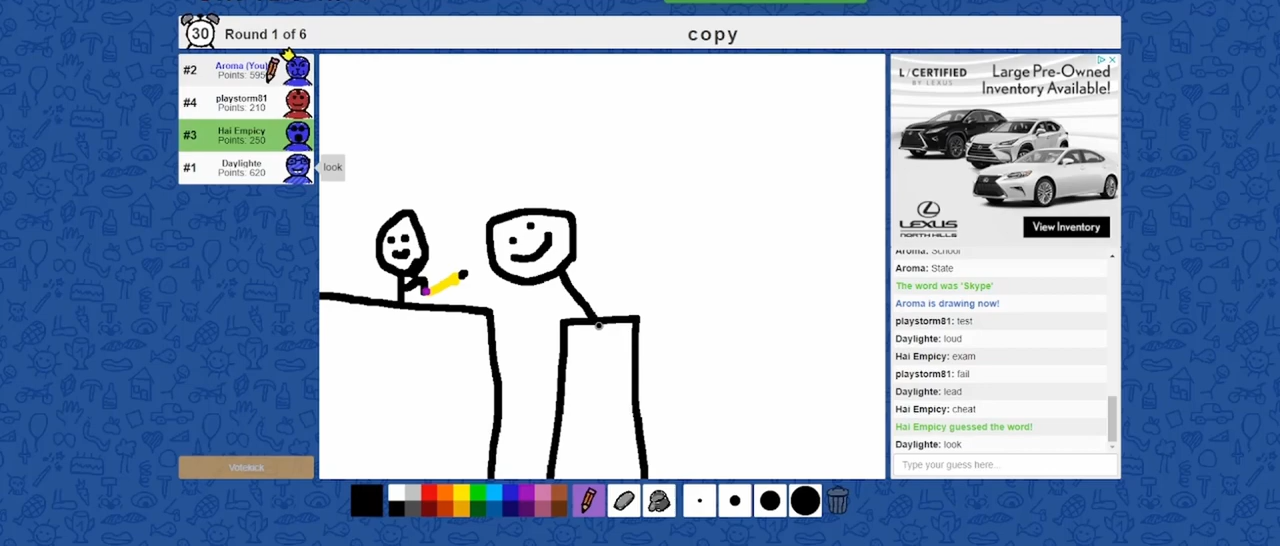 30
Round 1 of 6
copy
#2
Aroma (You)
Points: 595
#4
playstorm81
Points: 210
#3
Hai Empicy
Points: 250
#1
Daylighte
Points: 620
look
Votekick
L/CERTIFIED
BY LEXUS
Large Pre-Owned
Inventory Available!
LEXUS
NORTH HILLS
View Inventory
Aroma: School
Aroma: State
The word was 'Skype'
Aroma is drawing now!
playstorm81: test
Daylighte: loud
Hai Empicy: exam
playstorm81: fail
Daylighte: lead
Hai Empicy: cheat
Hai Empicy guessed the word!
Daylighte: look
Type your guess here...